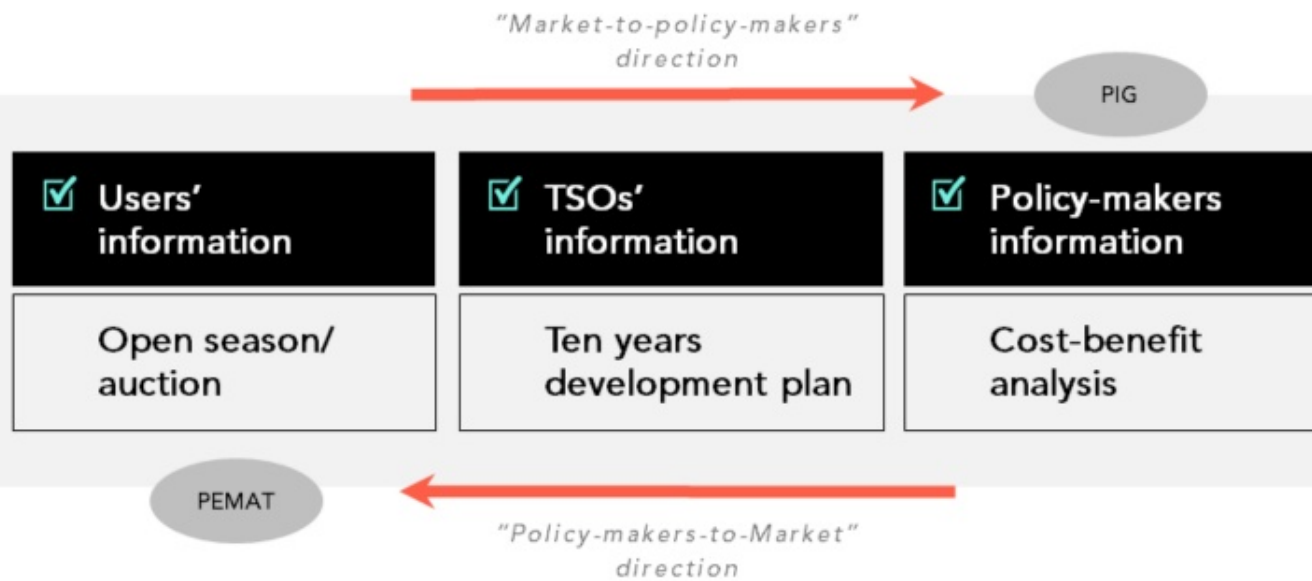 "Market-to-policy-makers"
direction
PIG
Users'
information
TSOs'
information
Policy-makers
information
Open season/
auction
Ten years
development plan
Cost-benefit
analysis
PEMAT
"Policy-makers-to-Market"
direction